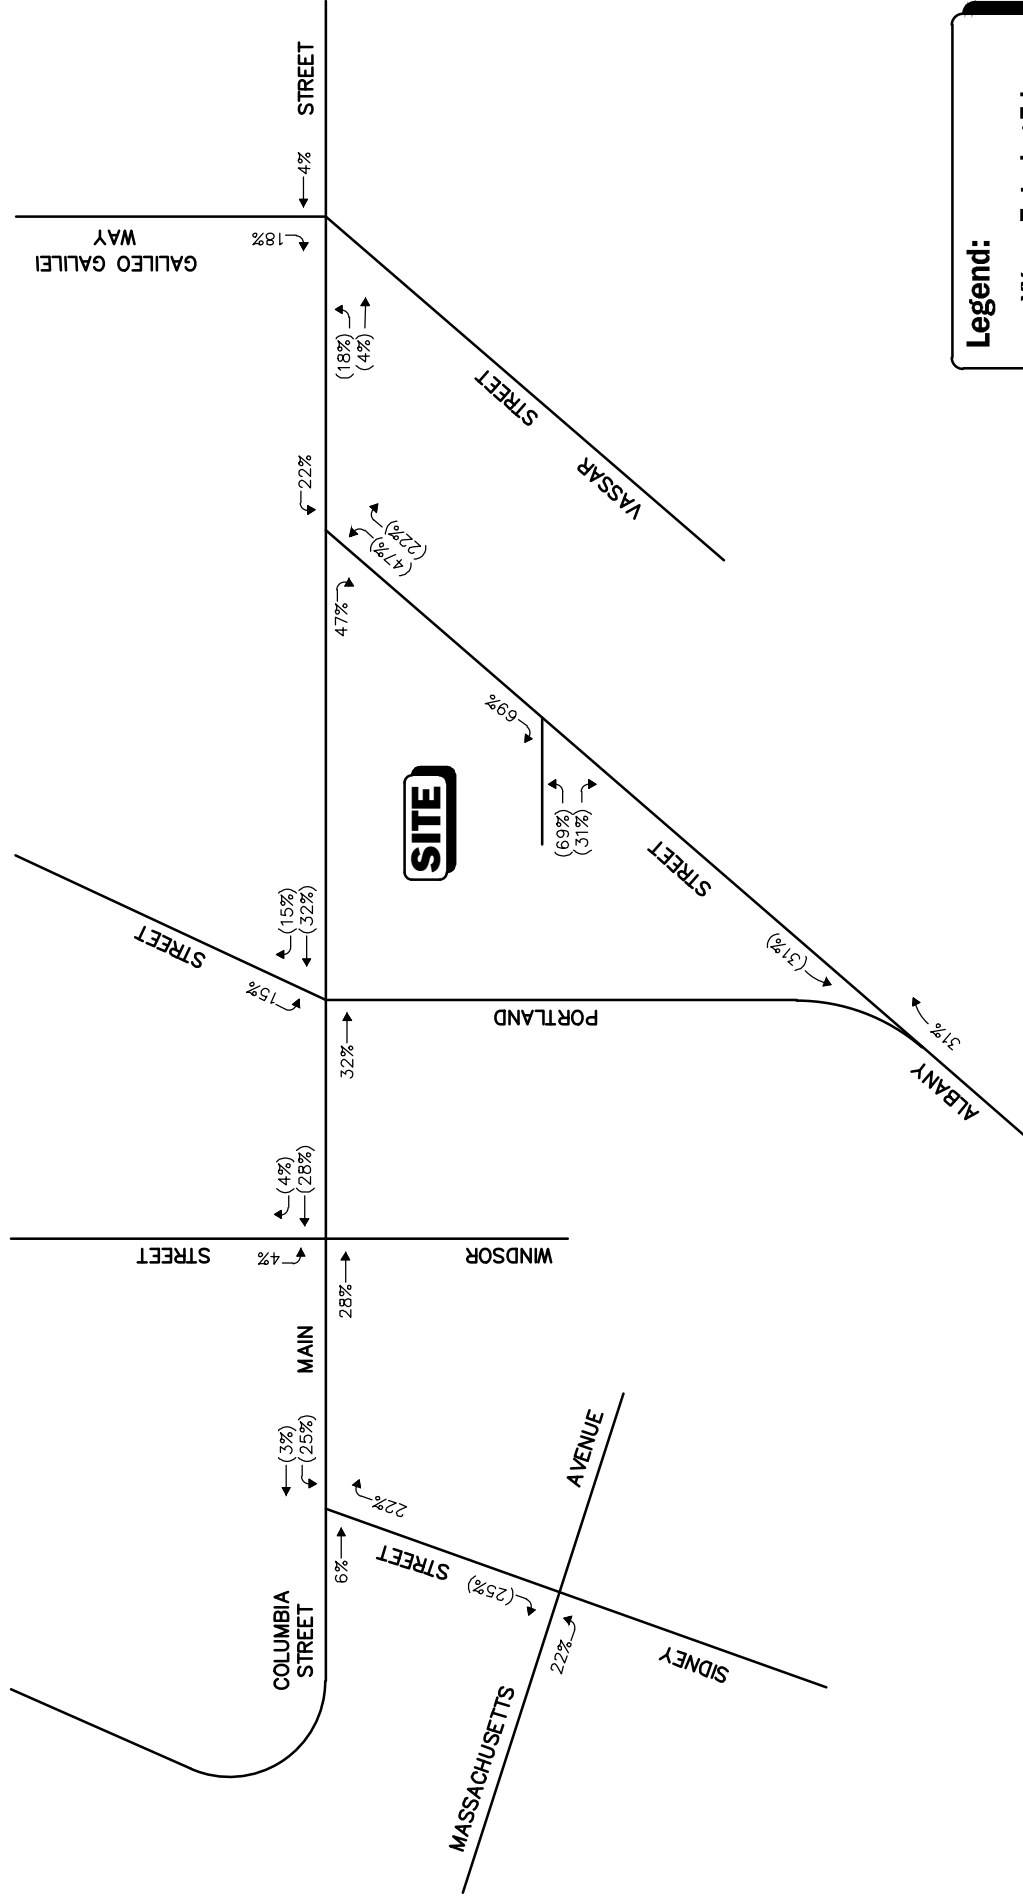 COLUMBIA
STREET
MAIN
STREET
(3%)
(25%)
6%
22%
STREET
(25%)
SIDNEY
22%
MASSACHUSETTS
AVENUE
STREET
4%
(4%)
(28%)
28%
WINDSOR
STREET
15%
(15%)
(32%)
32%
PORTLAND
SITE
69%
(69%)
(31%)
STREET
(31%)
31%
ALBANY
47%
22%
(47%)
(22%)
GALILEO GALILEI
WAY
18%
4%
(18%)
(4%)
STREET
VASSAR
Legend: